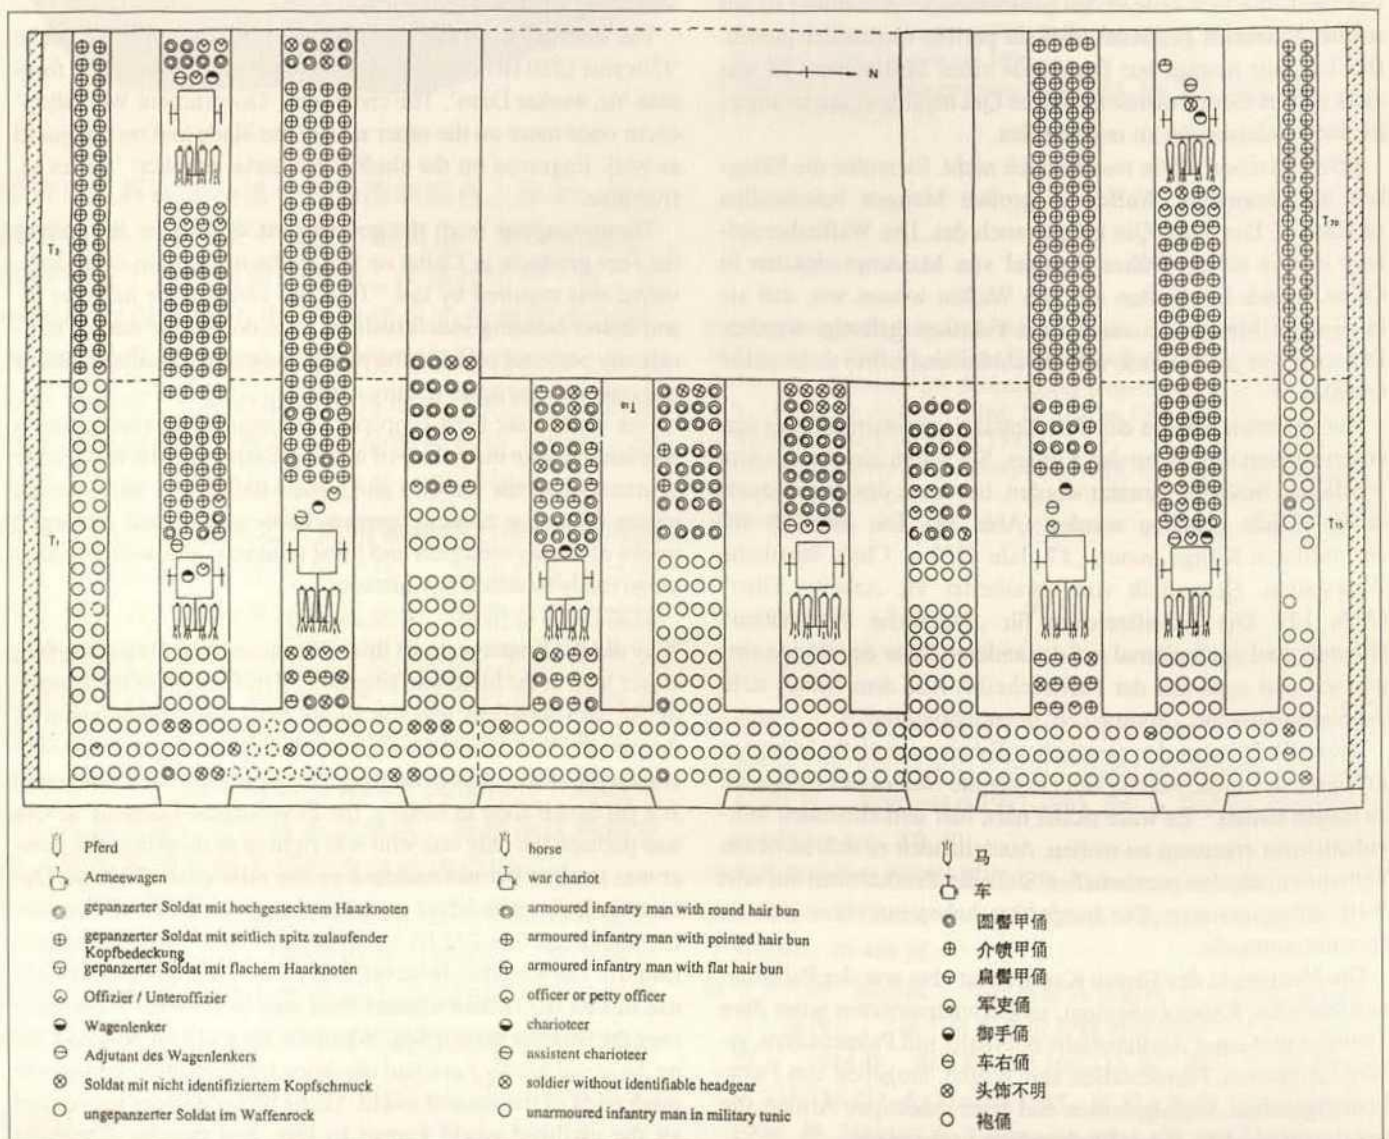 N
T₂
T₂₀
T₁
T₁₉
Pferd
Armeewagen
gepanzerter Soldat mit hochgestecktem Haarknoten
gepanzerter Soldat mit seitlich spitz zulaufender
Kopfbedeckung
gepanzerter Soldat mit flachem Haarknoten
Offizier / Unteroffizier
Wagenlenker
Adjutant des Wagenlenkers
Soldat mit nicht identifiziertem Kopfschmuck
ungepanzerter Soldat im Waffenrock
horse
war chariot
armoured infantry man with round hair bun
armoured infantry man with pointed hair bun
armoured infantry man with flat hair bun
officer or petty officer
charioteer
assistent charioteer
soldier without identifiable headgear
unarmoured infantry man in military tunic
马
车
圆髻甲俑
介帻甲俑
扁髻甲俑
军吏俑
御手俑
车右俑
头饰不明
袍俑